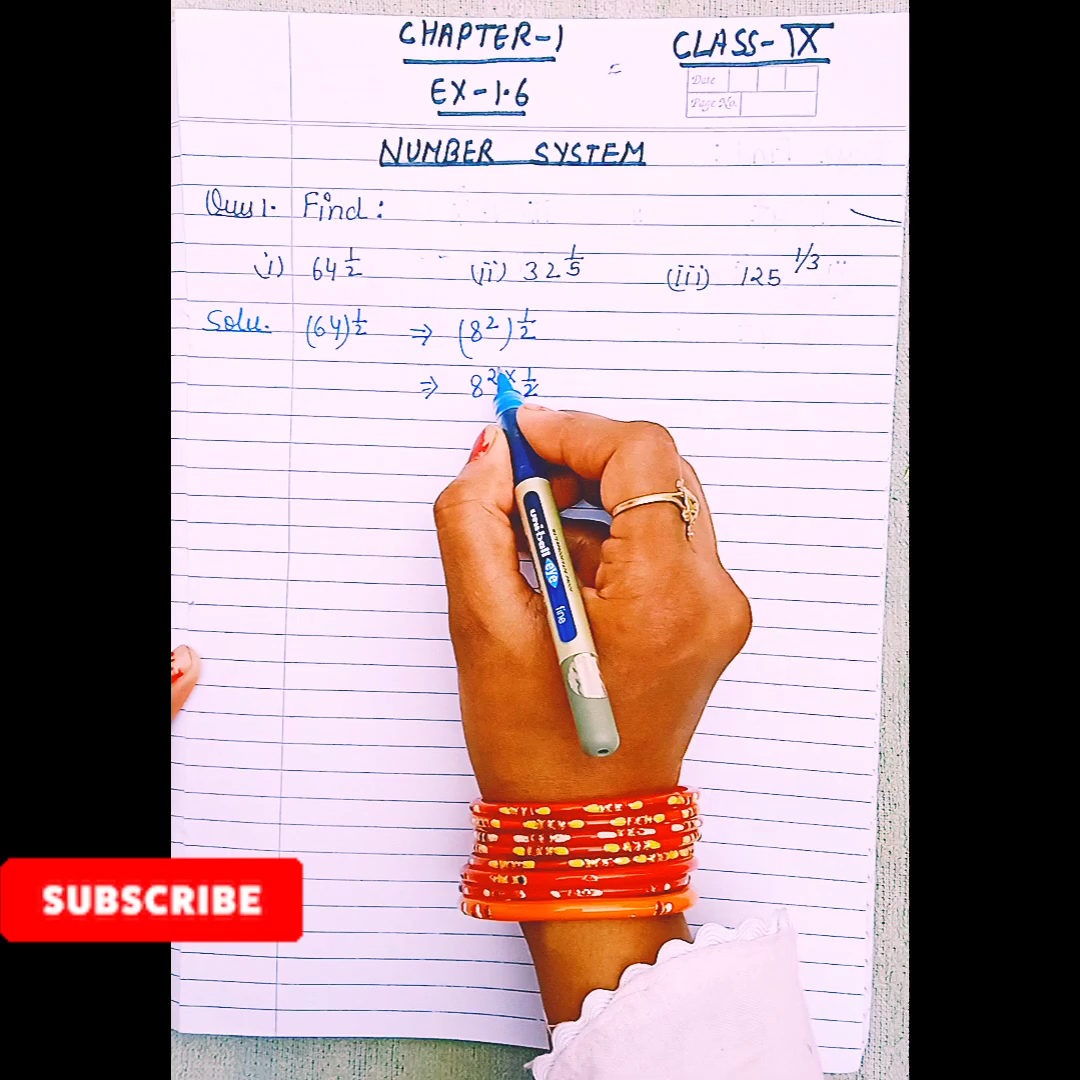 CHAPTER-1 CLASS-IX
Date
EX-1.6
Page No.
NUMBER SYSTEM
Ques 1. Find:
(i) 64^1/2 (ii) 32^1/5 (iii) 125^1/3
Solu. (64)^1/2 ⇒ (8²)^1/2
⇒ 8^2×1/2
uni-ball eye fine
SUBSCRIBE